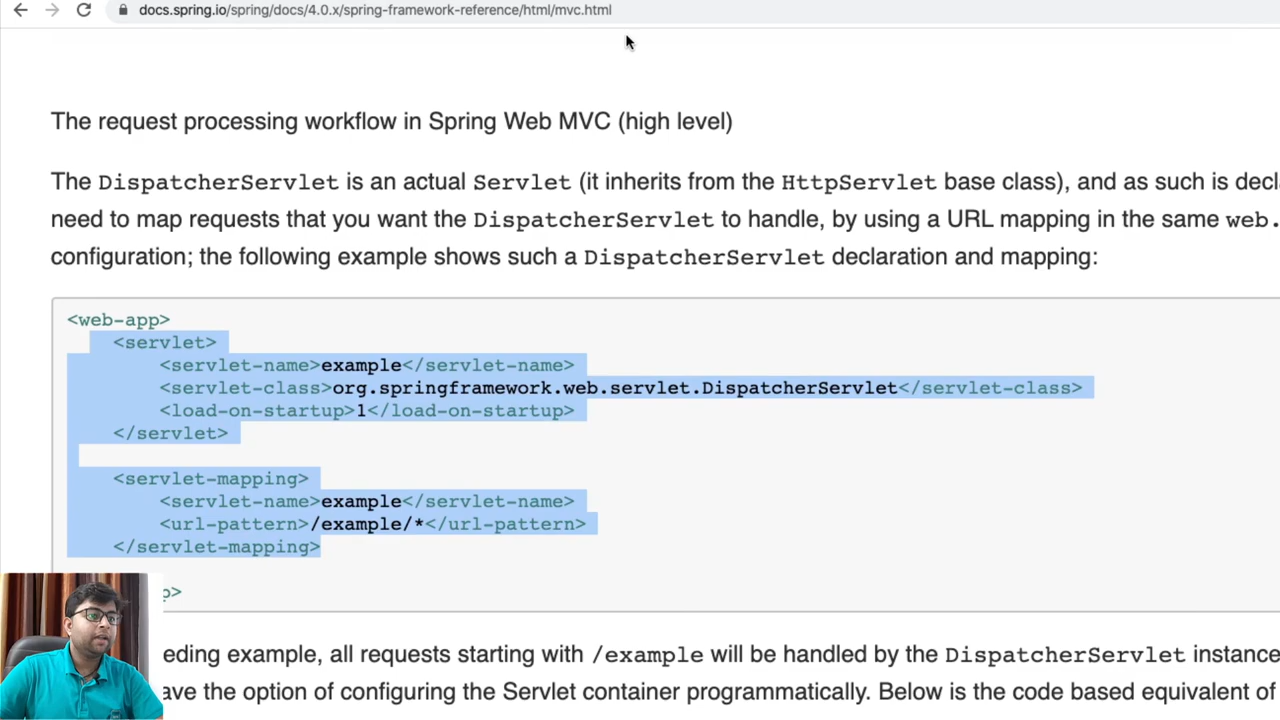 docs.spring.io/spring/docs/4.0.x/spring-framework-reference/html/mvc.html
The request processing workflow in Spring Web MVC (high level)
The DispatcherServlet is an actual Servlet (it inherits from the HttpServlet base class), and as such is decl
need to map requests that you want the DispatcherServlet to handle, by using a URL mapping in the same web.
configuration; the following example shows such a DispatcherServlet declaration and mapping:
<web-app>
<servlet>
<servlet-name>example</servlet-name>
<servlet-class>org.springframework.web.servlet.DispatcherServlet</servlet-class>
<load-on-startup>1</load-on-startup>
</servlet>
<servlet-mapping>
<servlet-name>example</servlet-name>
<url-pattern>/example/*</url-pattern>
</servlet-mapping>
p>
eding example, all requests starting with /example will be handled by the DispatcherServlet instance
ave the option of configuring the Servlet container programmatically. Below is the code based equivalent of